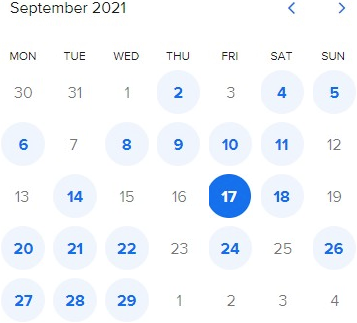 September 2021
MON TUE WED THU FRI SAT SUN
30 31 1 2 3 4 5
6 7 8 9 10 11 12
13 14 15 16 17 18 19
20 21 22 23 24 25 26
27 28 29 1 2 3 4